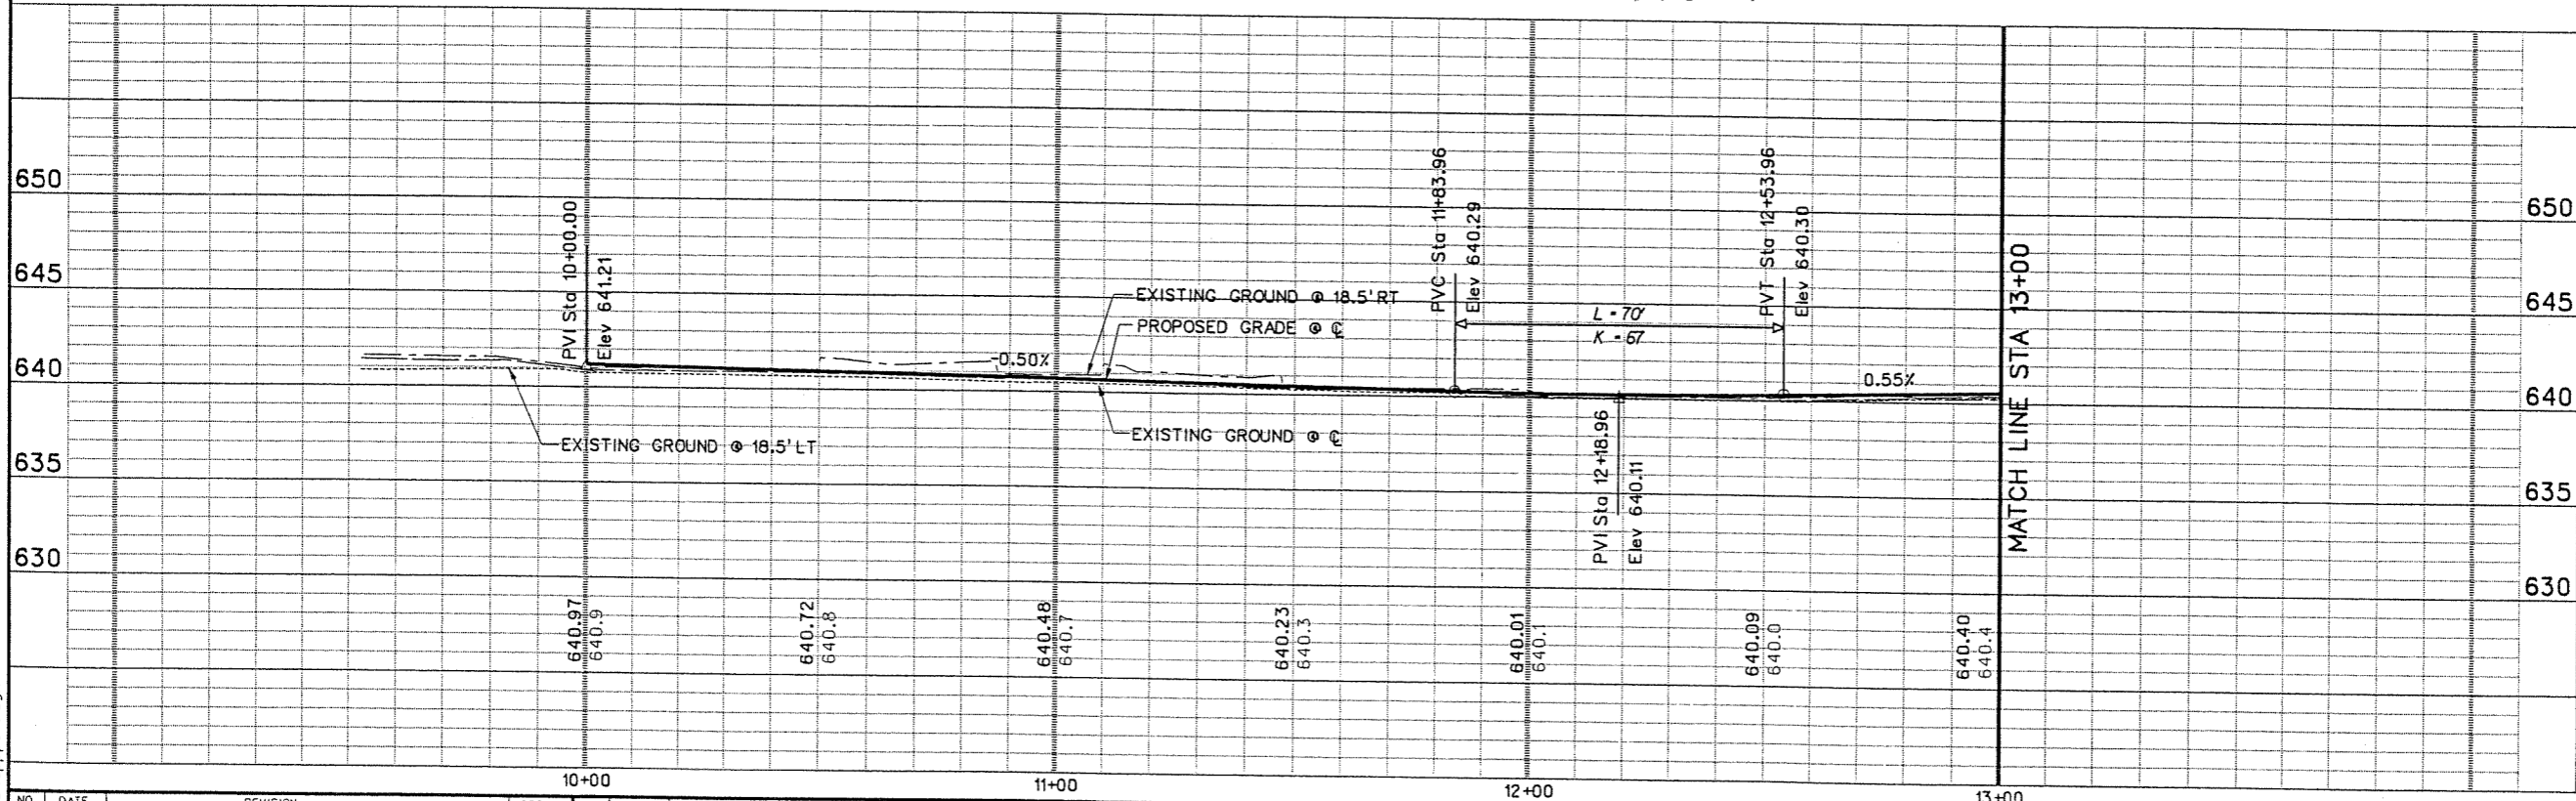 650
645
640
635
630
PVI Sta 10+00.00
Elev 641.21
EXISTING GROUND @ 18.5' RT
PROPOSED GRADE @ ℄
-0.50%
EXISTING GROUND @ 18.5' LT
EXISTING GROUND @ ℄
PVC Sta 11+83.96
Elev 640.29
L = 70'
K = 67
PVT Sta 12+53.96
Elev 640.30
0.55%
PVI Sta 12+18.96
Elev 640.11
MATCH LINE STA 13+00
650
645
640
635
630
640.97
640.9
640.72
640.8
640.48
640.7
640.23
640.3
640.01
640.1
640.09
640.0
640.40
640.4
10+00
11+00
12+00
13+00
NO. DATE REVISION